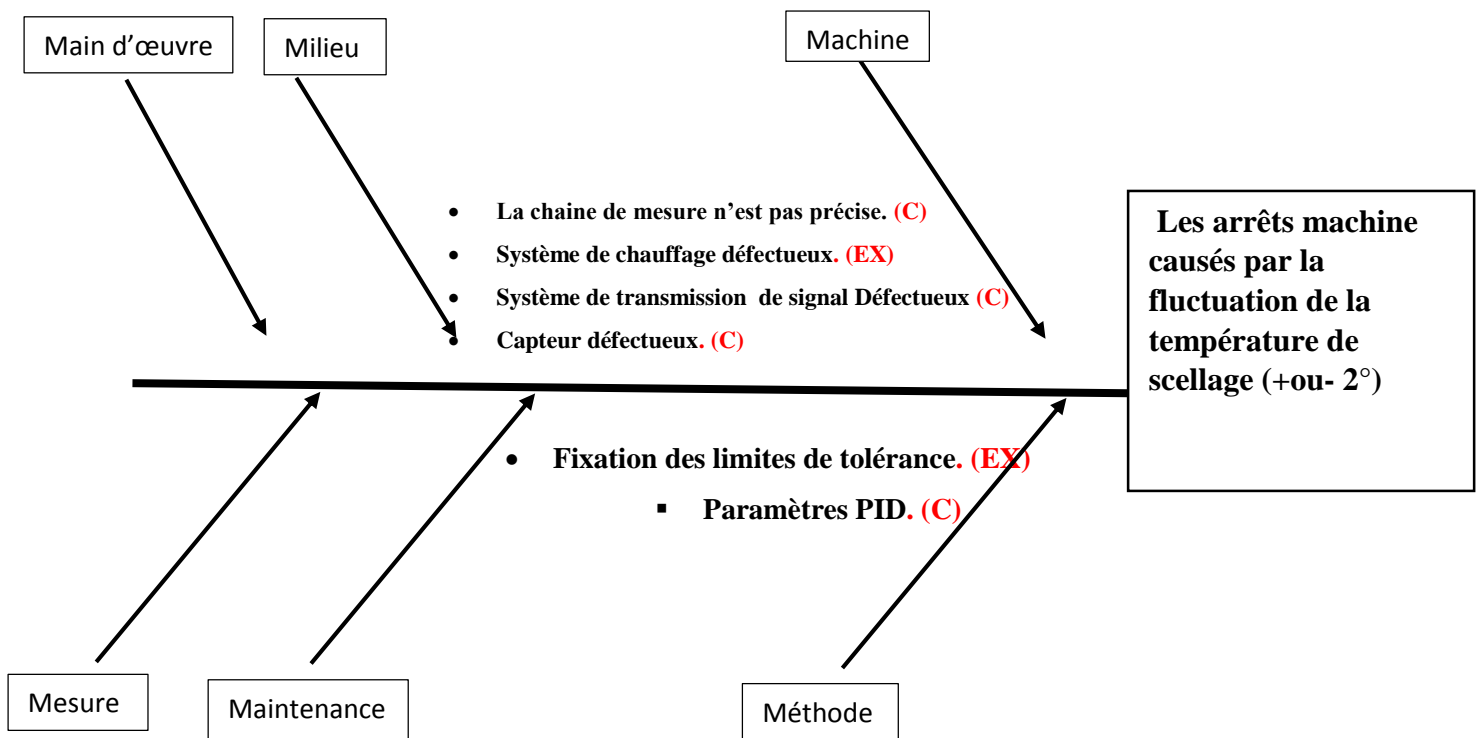 Main d’œuvre
Milieu
Machine
• La chaine de mesure n’est pas précise. (C)
• Système de chauffage défectueux. (EX)
• Système de transmission de signal Défectueux (C)
• Capteur défectueux. (C)
Les arrêts machine
causés par la
fluctuation de la
température de
scellage (+ou- 2°)
• Fixation des limites de tolérance. (EX)
▪ Paramètres PID. (C)
Mesure
Maintenance
Méthode